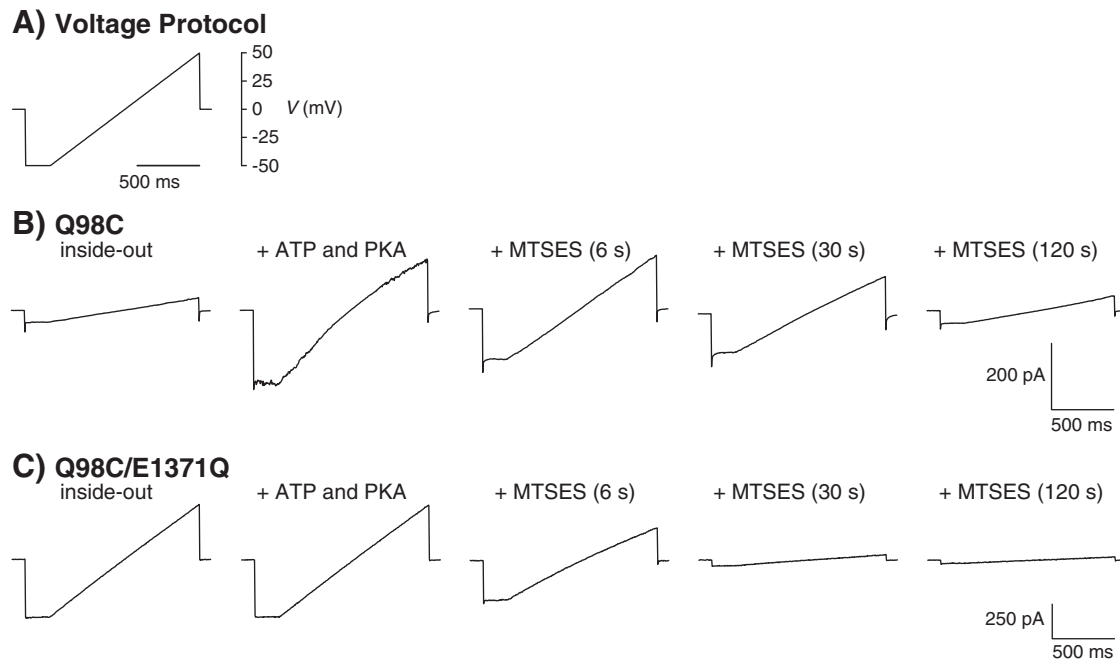 A) Voltage Protocol
50
25
0
V (mV)
-25
-50
500 ms
B) Q98C
inside-out
+ ATP and PKA
+ MTSES (6 s)
+ MTSES (30 s)
+ MTSES (120 s)
200 pA
500 ms
C) Q98C/E1371Q
inside-out
+ ATP and PKA
+ MTSES (6 s)
+ MTSES (30 s)
+ MTSES (120 s)
250 pA
500 ms